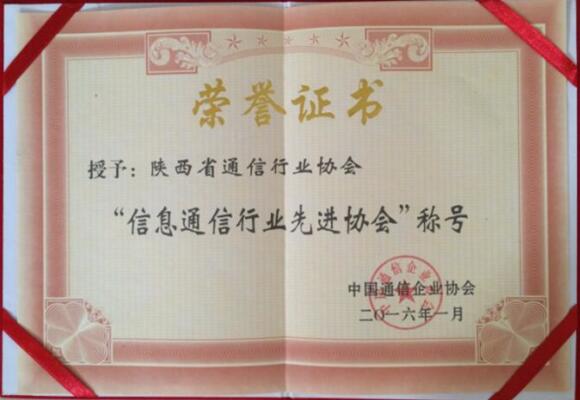 荣誉证书
授予：陕西省通信行业协会
“信息通信行业先进协会”称号
中国通信企业协会
二〇一六年一月